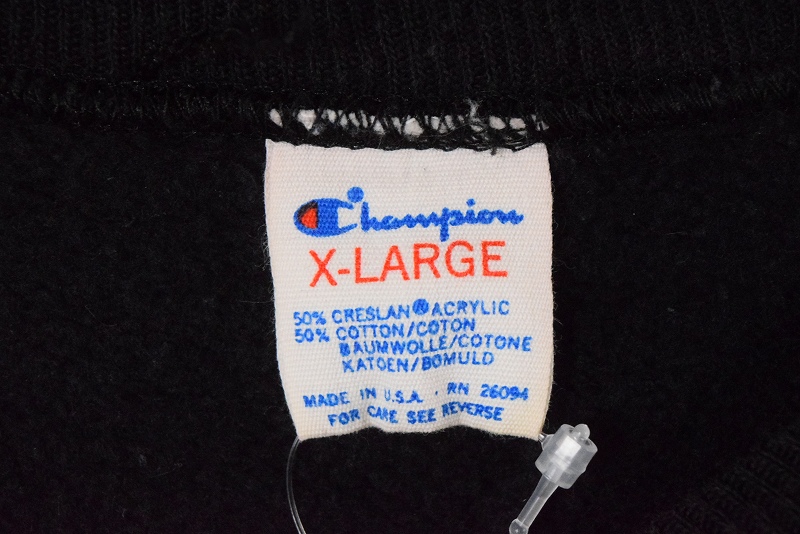 Champion
X-LARGE
50% CRESLAN® ACRYLIC
50% COTTON/COTON
BAUMWOLLE/COTONE
KATOEN/BOMULD
MADE IN U.S.A. · RN 26094
FOR CARE SEE REVERSE